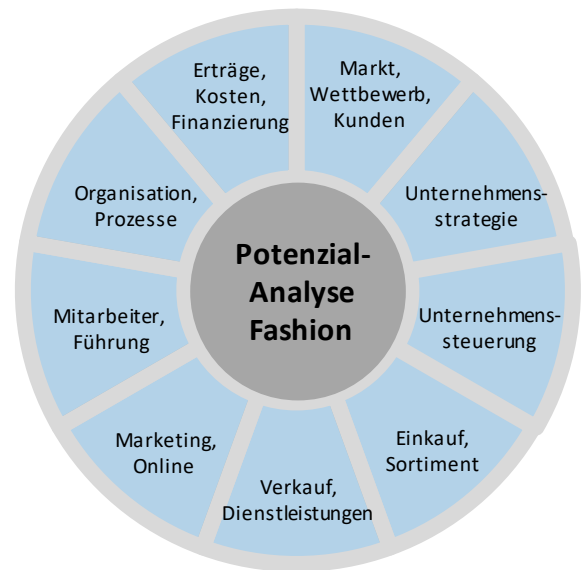 Erträge,
Kosten,
Finanzierung
Markt,
Wettbewerb,
Kunden
Unternehmens-
strategie
Unternehmens-
steuerung
Einkauf,
Sortiment
Verkauf,
Dienstleistungen
Marketing,
Online
Mitarbeiter,
Führung
Organisation,
Prozesse
Potenzial-
Analyse
Fashion